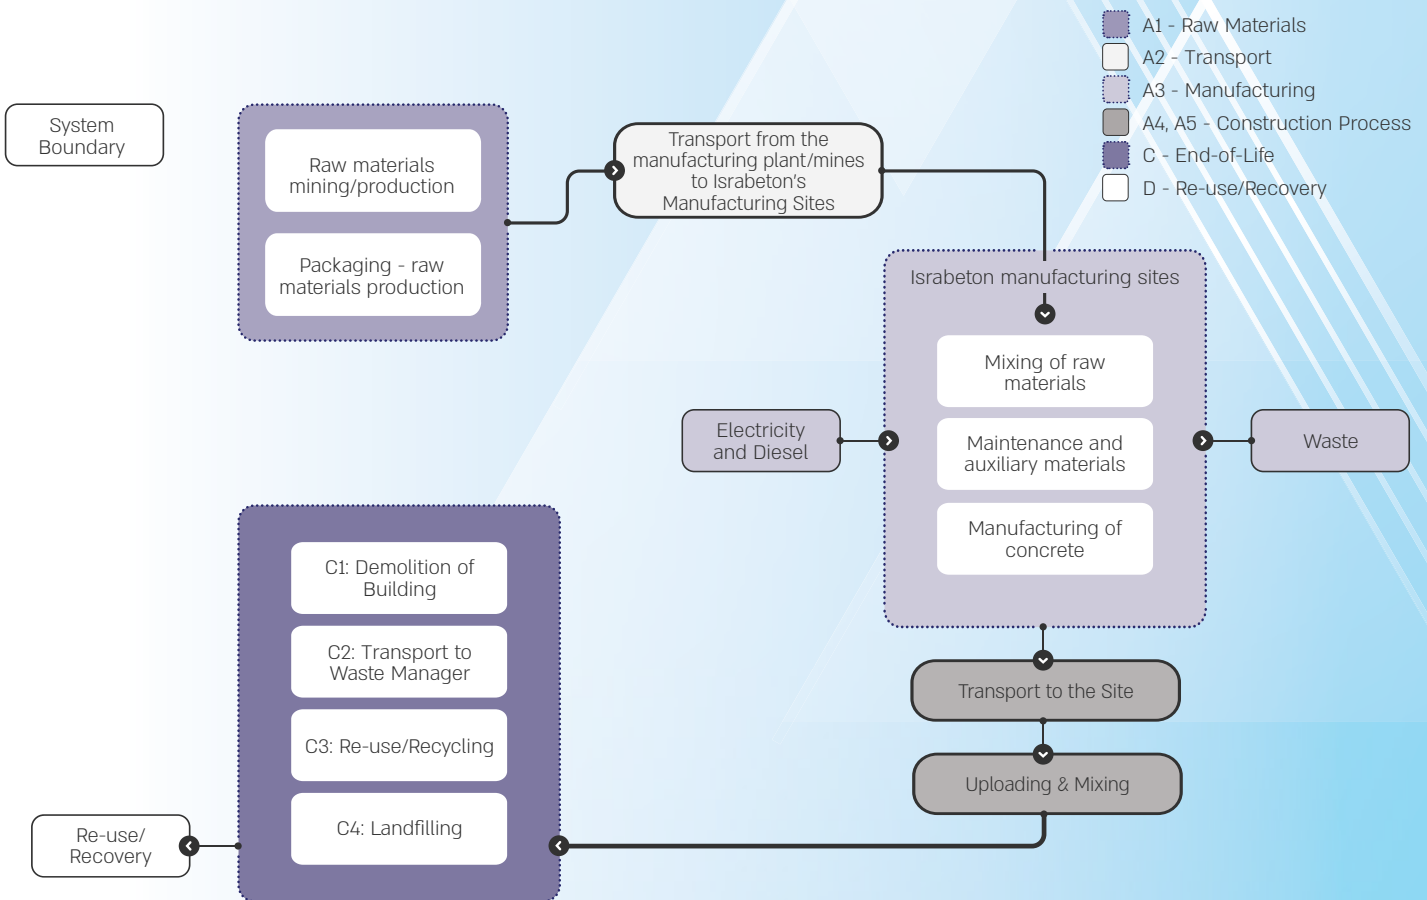 A1 - Raw Materials
A2 - Transport
A3 - Manufacturing
A4, A5 - Construction Process
C - End-of-Life
D - Re-use/Recovery
System
Boundary
Raw materials
mining/production
Packaging - raw
materials production
Transport from the
manufacturing plant/mines
to Israbeton's
Manufacturing Sites
Israbeton manufacturing sites
Mixing of raw
materials
Maintenance and
auxiliary materials
Manufacturing of
concrete
Electricity
and Diesel
Waste
Transport to the Site
Uploading & Mixing
C1: Demolition of
Building
C2: Transport to
Waste Manager
C3: Re-use/Recycling
C4: Landfilling
Re-use/
Recovery